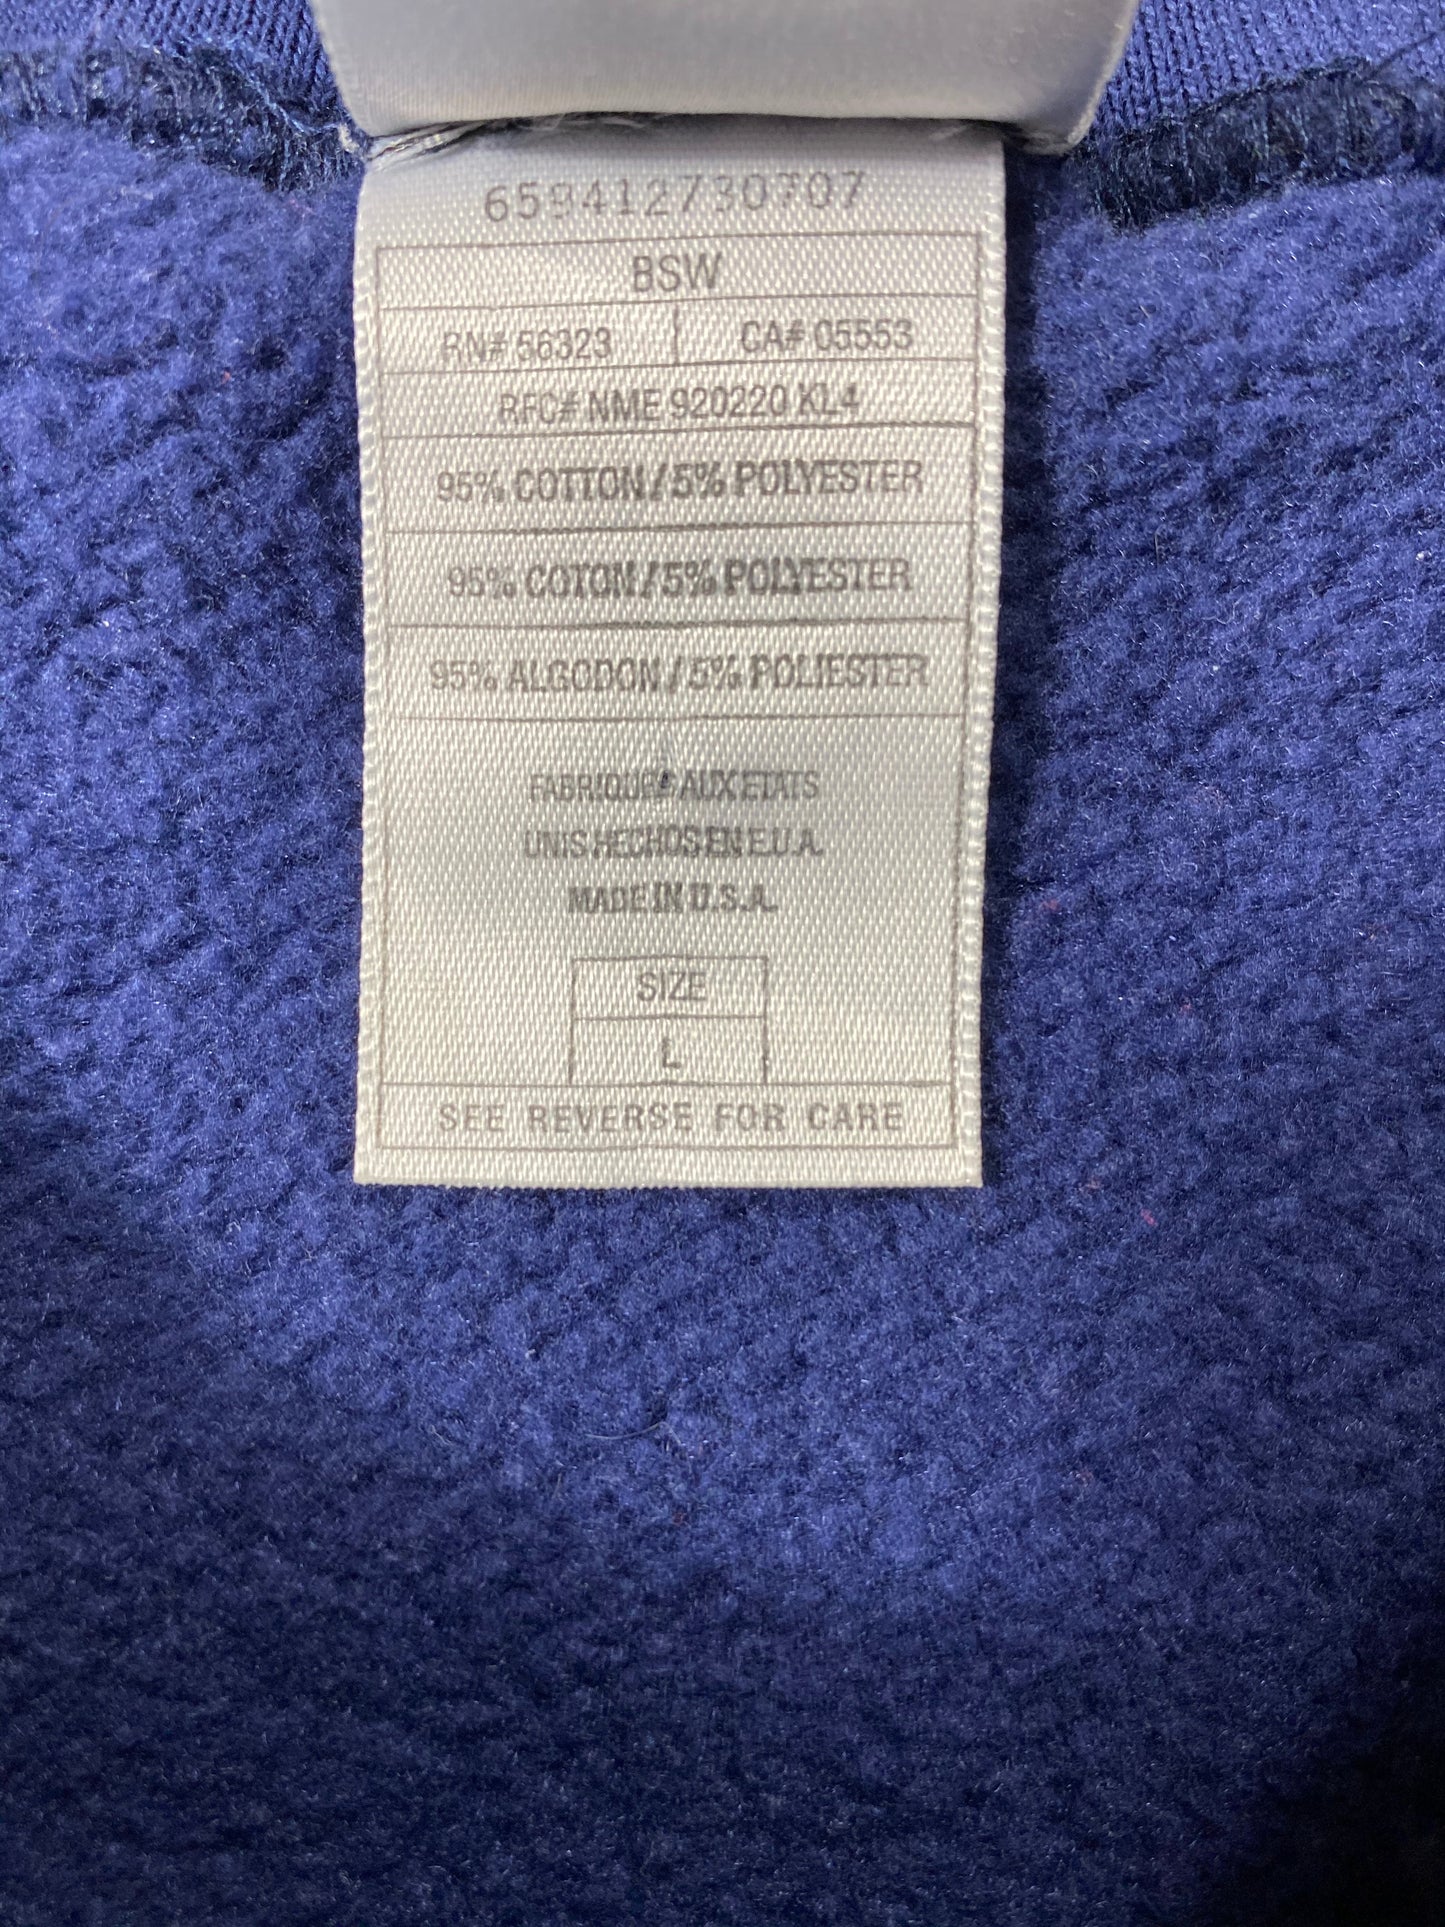 659412730707
BSW
RN# 56323 CA# 05553
RFC# NME 920220 KL4
95% COTTON / 5% POLYESTER
95% COTON / 5% POLYESTER
95% ALGODON / 5% POLIESTER
FABRIQUE AUX ETATS
UNIS, HECHOS EN E.U.A.
MADE IN U.S.A.
SIZE
L
SEE REVERSE FOR CARE